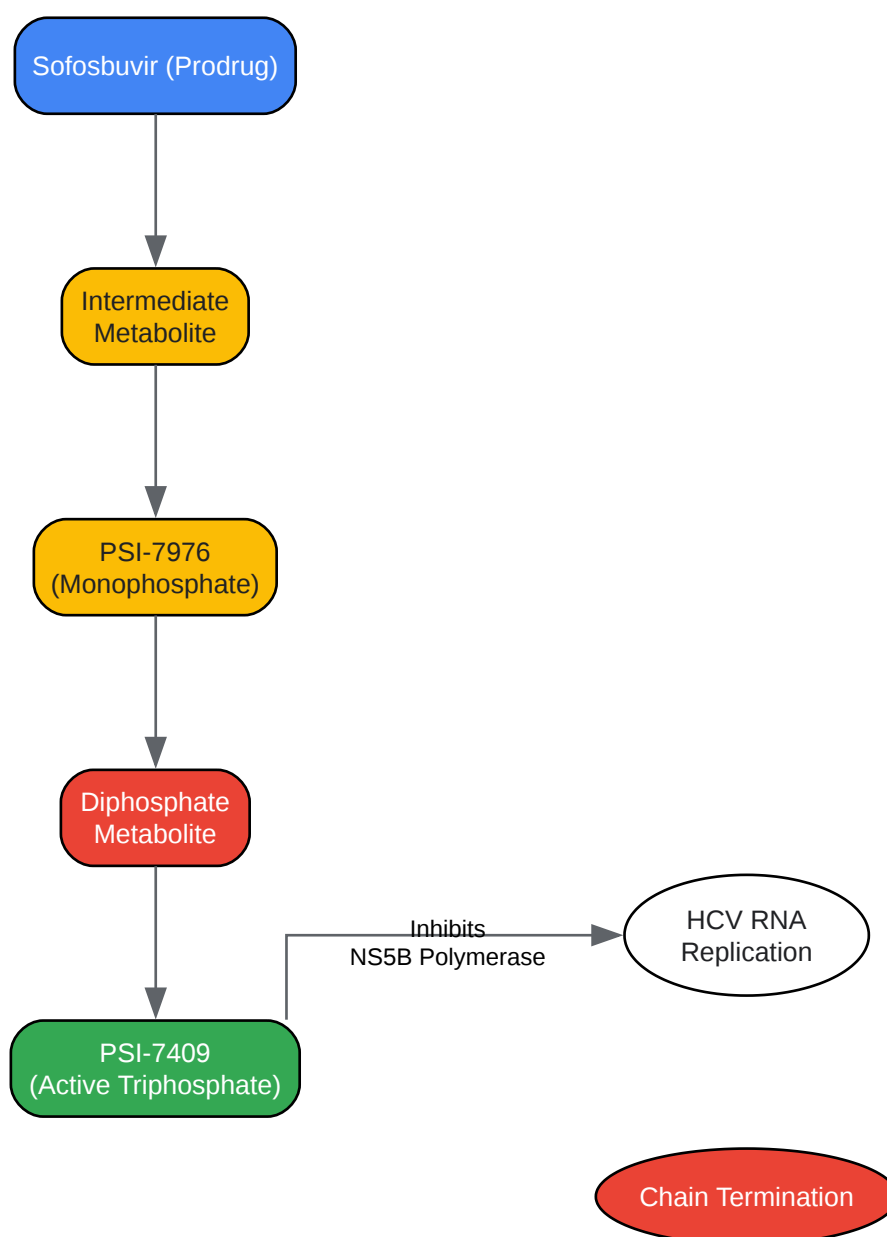 Sofosbuvir (Prodrug)
Intermediate
Metabolite
PSI-7976
(Monophosphate)
Diphosphate
Metabolite
Inhibits
NS5B Polymerase
HCV RNA
Replication
PSI-7409
(Active Triphosphate)
Chain Termination